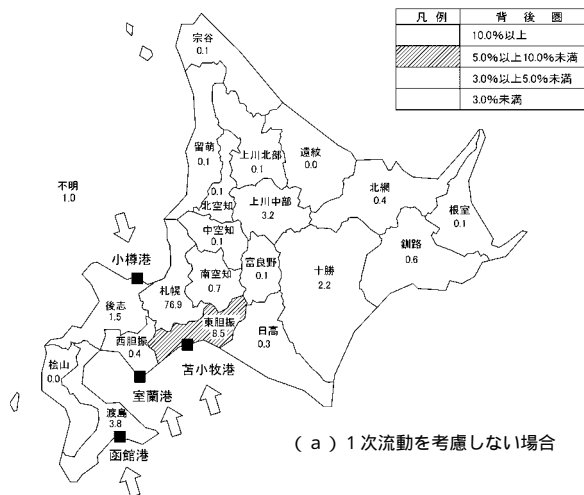 凡例 背後圏
10.0%以上
5.0%以上10.0%未満
3.0%以上5.0%未満
3.0%未満
宗谷
0.1
留萌
0.1
上川北部
0.1
遠紋
0.0
北網
0.4
根室
0.1
不明
1.0
0.1
北空知
上川中部
3.2
釧路
0.6
中空知
0.1
富良野
0.1
十勝
2.2
小樽港
札幌
76.9
南空知
0.7
後志
1.5
東胆振
8.5
日高
0.3
西胆振
0.4
苫小牧港
桧山
0.0
室蘭港
渡島
3.8
函館港
(a)1次流動を考慮しない場合